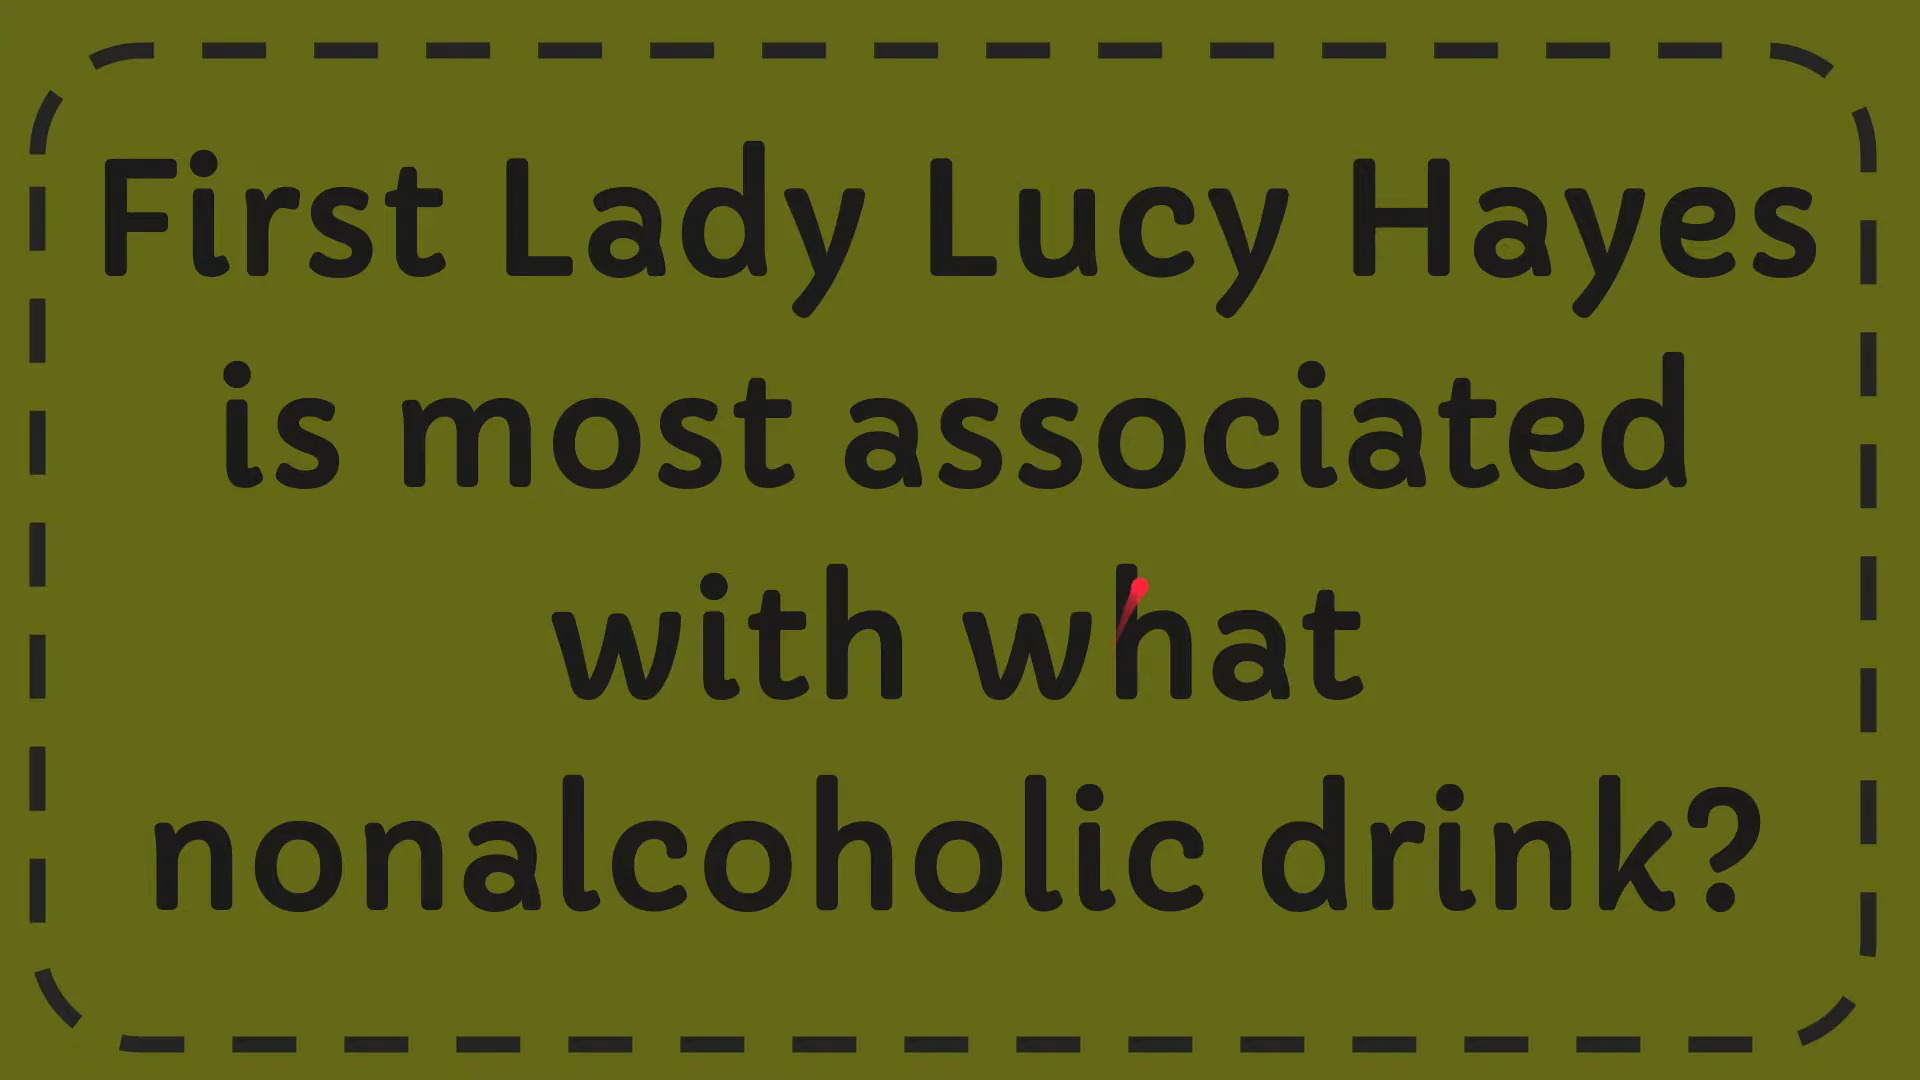 First Lady Lucy Hayes
is most associated
with what
nonalcoholic drink?